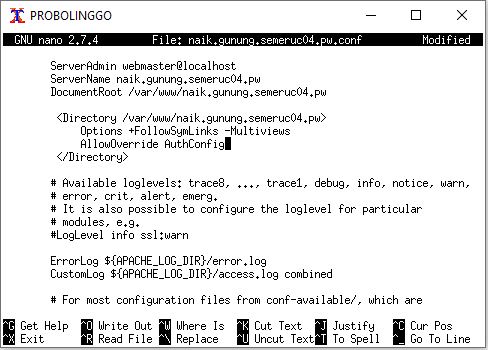 PROBOLINGGO
GNU nano 2.7.4 File: naik.gunung.semeruc04.pw.conf Modified
ServerAdmin webmaster@localhost
ServerName naik.gunung.semeruc04.pw
DocumentRoot /var/www/naik.gunung.semeruc04.pw
<Directory /var/www/naik.gunung.semeruc04.pw>
Options +FollowSymLinks -Multiviews
AllowOverride AuthConfig
</Directory>
# Available loglevels: trace8, ..., trace1, debug, info, notice, warn,
# error, crit, alert, emerg.
# It is also possible to configure the loglevel for particular
# modules, e.g.
#LogLevel info ssl:warn
ErrorLog ${APACHE_LOG_DIR}/error.log
CustomLog ${APACHE_LOG_DIR}/access.log combined
# For most configuration files from conf-available/, which are
^G Get Help ^O Write Out ^W Where Is ^K Cut Text ^J Justify ^C Cur Pos
^X Exit ^R Read File ^\ Replace ^U Uncut Text ^T To Spell ^_ Go To Line